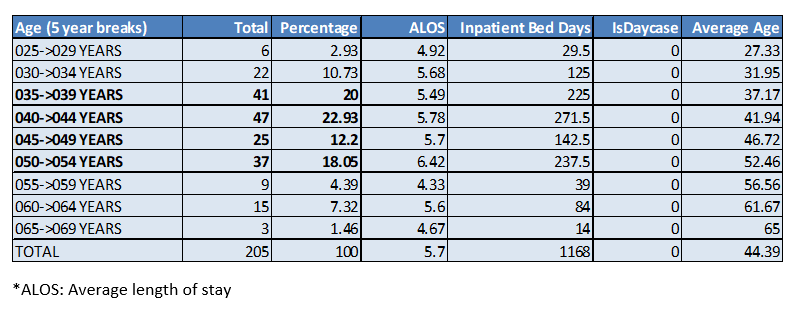 Age (5 year breaks) Total Percentage ALOS Inpatient Bed Days IsDaycase Average Age
025->029 YEARS 6 2.93 4.92 29.5 0 27.33
030->034 YEARS 22 10.73 5.68 125 0 31.95
035->039 YEARS 41 20 5.49 225 0 37.17
040->044 YEARS 47 22.93 5.78 271.5 0 41.94
045->049 YEARS 25 12.2 5.7 142.5 0 46.72
050->054 YEARS 37 18.05 6.42 237.5 0 52.46
055->059 YEARS 9 4.39 4.33 39 0 56.56
060->064 YEARS 15 7.32 5.6 84 0 61.67
065->069 YEARS 3 1.46 4.67 14 0 65
TOTAL 205 100 5.7 1168 0 44.39
*ALOS: Average length of stay